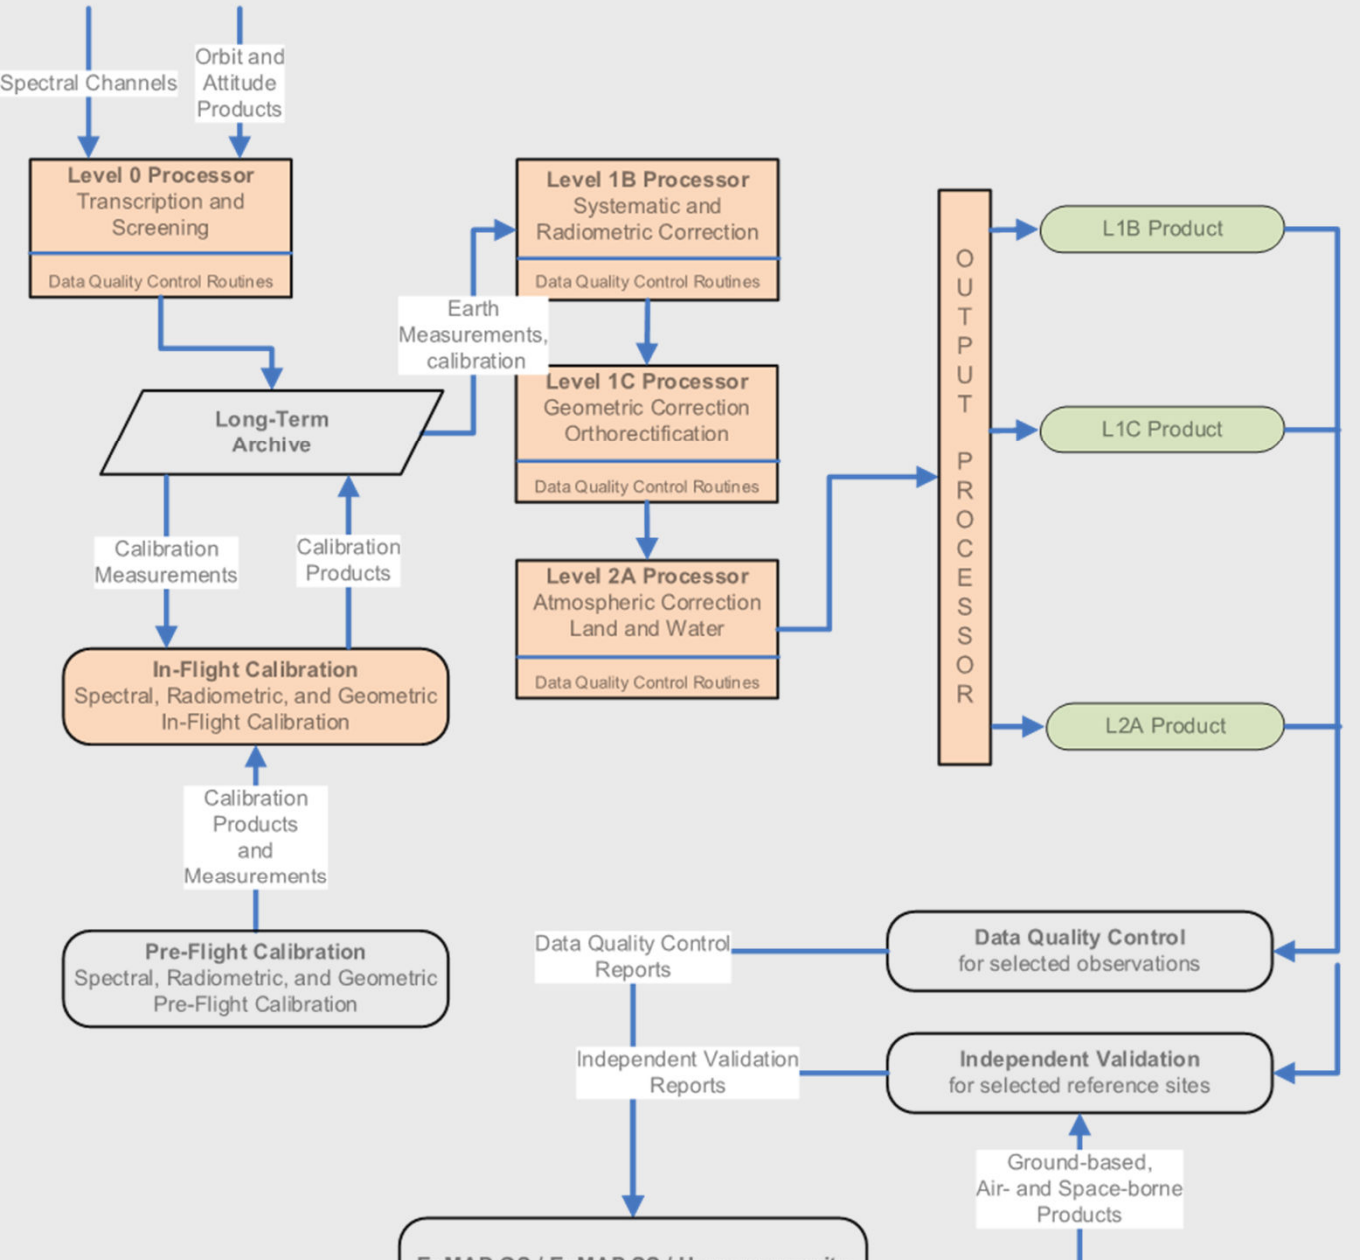 Spectral Channels
Orbit and
Attitude
Products
Level 0 Processor
Transcription and
Screening
Data Quality Control Routines
Long-Term
Archive
Calibration
Measurements
Calibration
Products
In-Flight Calibration
Spectral, Radiometric, and Geometric
In-Flight Calibration
Calibration
Products
and
Measurements
Pre-Flight Calibration
Spectral, Radiometric, and Geometric
Pre-Flight Calibration
Earth
Measurements,
calibration
Level 1B Processor
Systematic and
Radiometric Correction
Data Quality Control Routines
Level 1C Processor
Geometric Correction
Orthorectification
Data Quality Control Routines
Level 2A Processor
Atmospheric Correction
Land and Water
Data Quality Control Routines
OUTPUT PROCESSOR
L1B Product
L1C Product
L2A Product
Data Quality Control
for selected observations
Data Quality Control
Reports
Independent Validation
for selected reference sites
Independent Validation
Reports
Ground-based,
Air- and Space-borne
Products